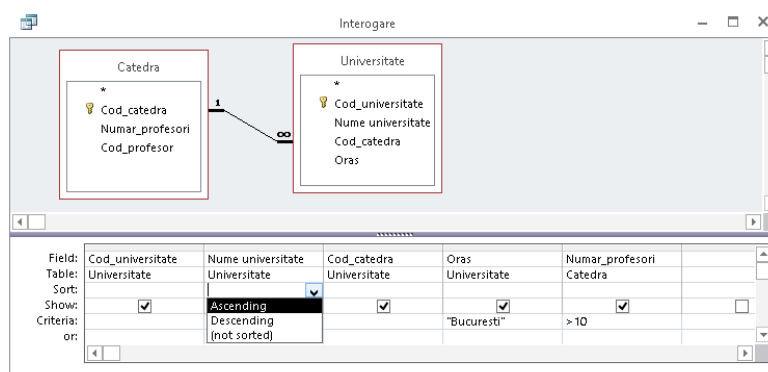 Interogare
Catedra
*
Cod_catedra
Numar_profesori
Cod_profesor
1
∞
Universitate
*
Cod_universitate
Nume universitate
Cod_catedra
Oras
Field: Cod_universitate Nume universitate Cod_catedra Oras Numar_profesori
Table: Universitate Universitate Universitate Universitate Catedra
Sort:
Show: Ascending
Criteria: Descending "Bucuresti" >10
or: (not sorted)